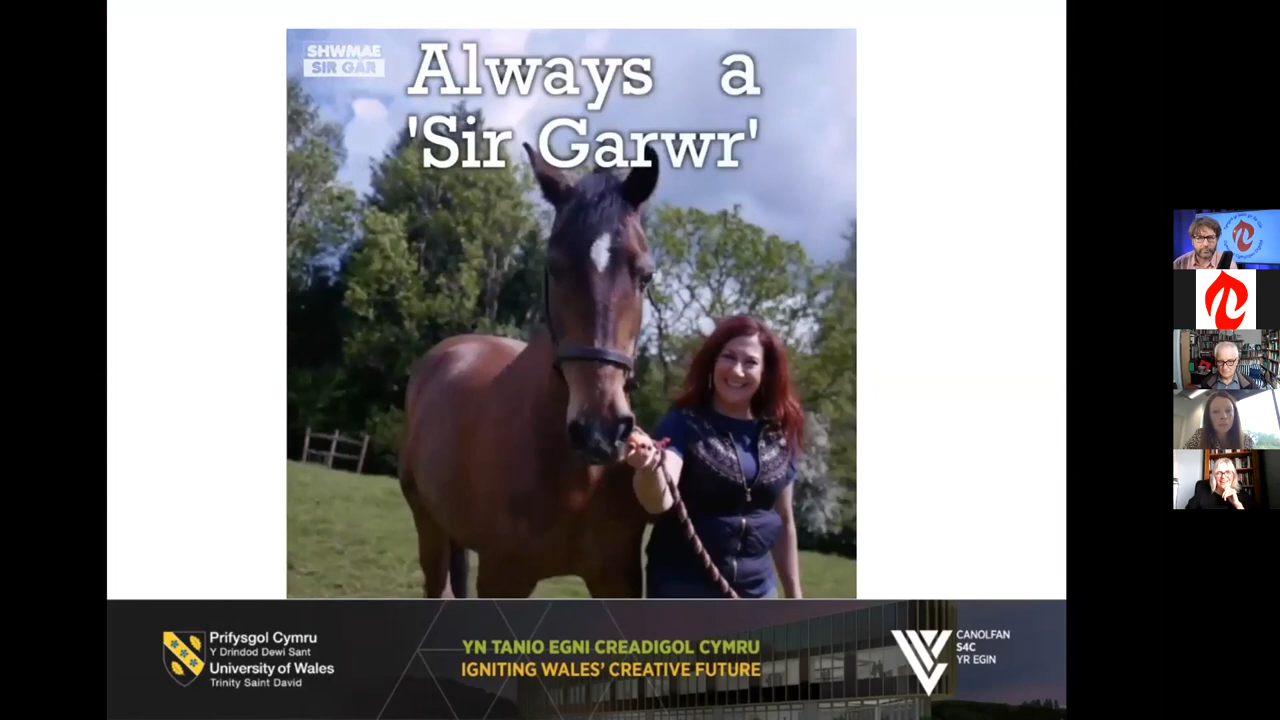 SHWMAE
SIR GÂR
Always a
'Sir Garwr'
Prifysgol Cymru
Y Drindod Dewi Sant
University of Wales
Trinity Saint David
YN TANIO EGNI CREADIGOL CYMRU
IGNITING WALES' CREATIVE FUTURE
CANOLFAN
S4C
YR EGIN